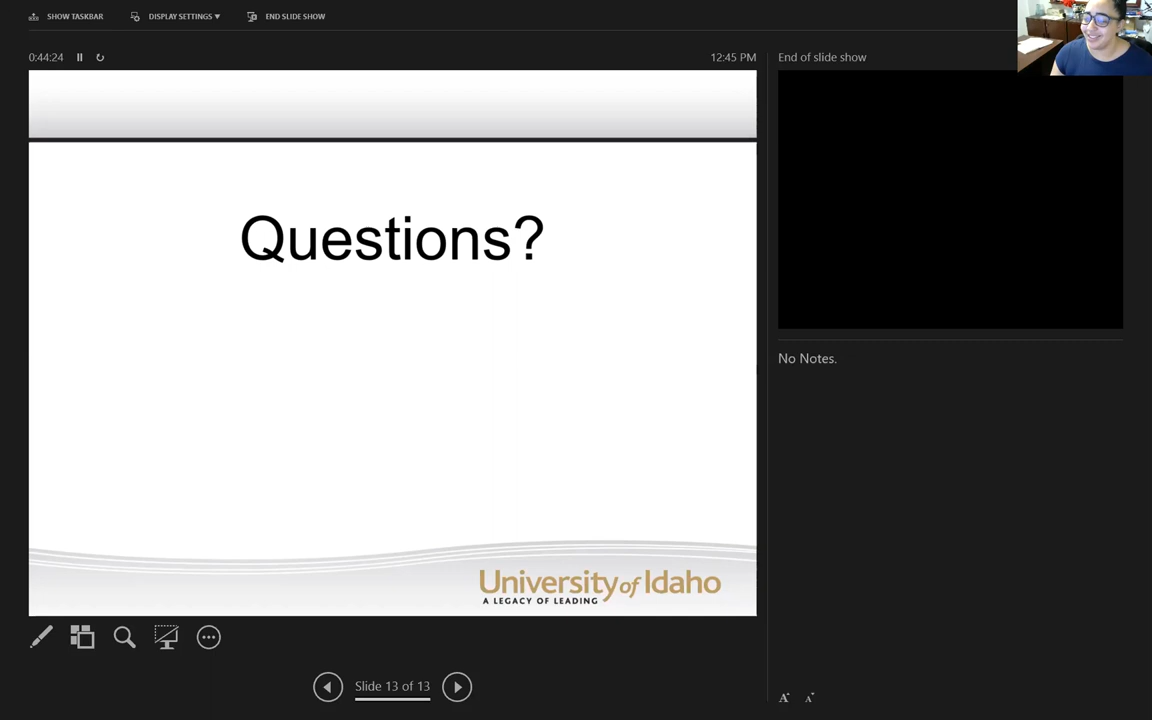 SHOW TASKBAR
DISPLAY SETTINGS ▼
END SLIDE SHOW
0:44:24
12:45 PM
End of slide show
Questions?
University of Idaho
A LEGACY OF LEADING
No Notes.
Slide 13 of 13
A
A